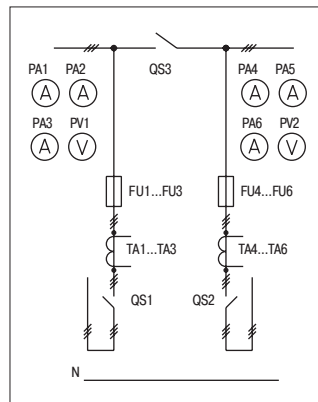 PA1 PA2 QS3 PA4 PA5
A A A A
PA3 PV1 PA6 PV2
A V A V
FU1...FU3 FU4...FU6
TA1...TA3 TA4...TA6
QS1 QS2
N